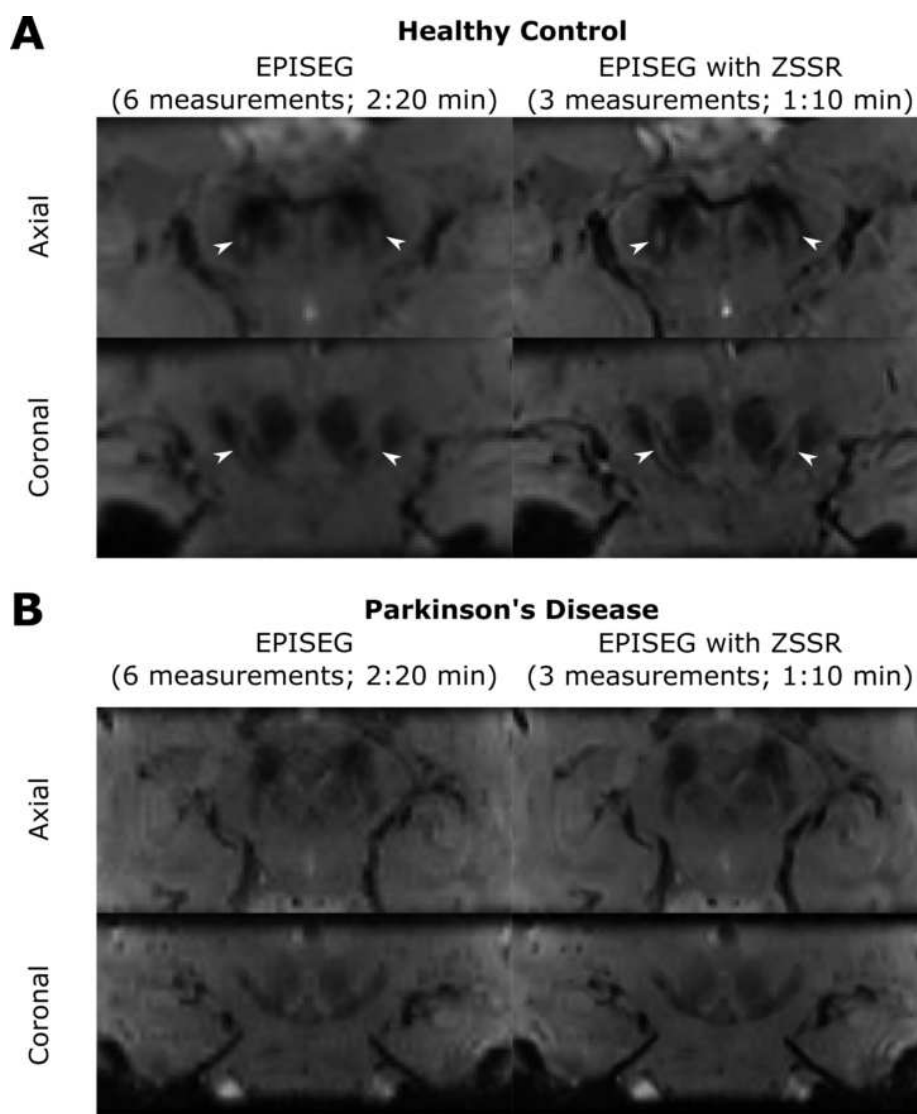 A
Healthy Control
EPISEG
(6 measurements; 2:20 min)
EPISEG with ZSSR
(3 measurements; 1:10 min)
Axial
Coronal
B
Parkinson's Disease
EPISEG
(6 measurements; 2:20 min)
EPISEG with ZSSR
(3 measurements; 1:10 min)
Axial
Coronal